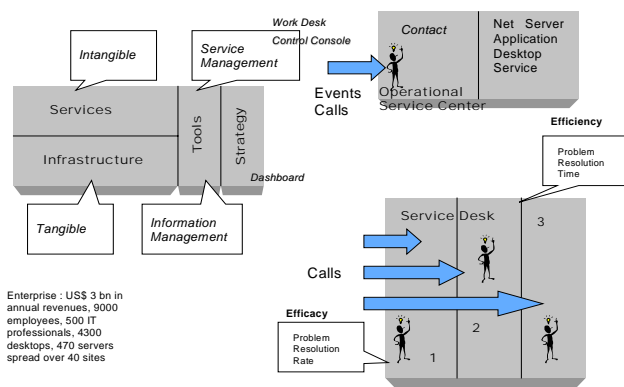 Work Desk
Control Console
Intangible
Service
Management
Services
Infrastructure
Tools
Strategy
Dashboard
Tangible
Information
Management
Enterprise : US$ 3 bn in
annual revenues, 9000
employees, 500 IT
professionals, 4300
desktops, 470 servers
spread over 40 sites
Contact
Net Server
Application
Desktop
Service
Events
Calls
Operational
Service Center
Efficiency
Problem
Resolution
Time
Service Desk
3
Calls
2
1
Efficacy
Problem
Resolution
Rate